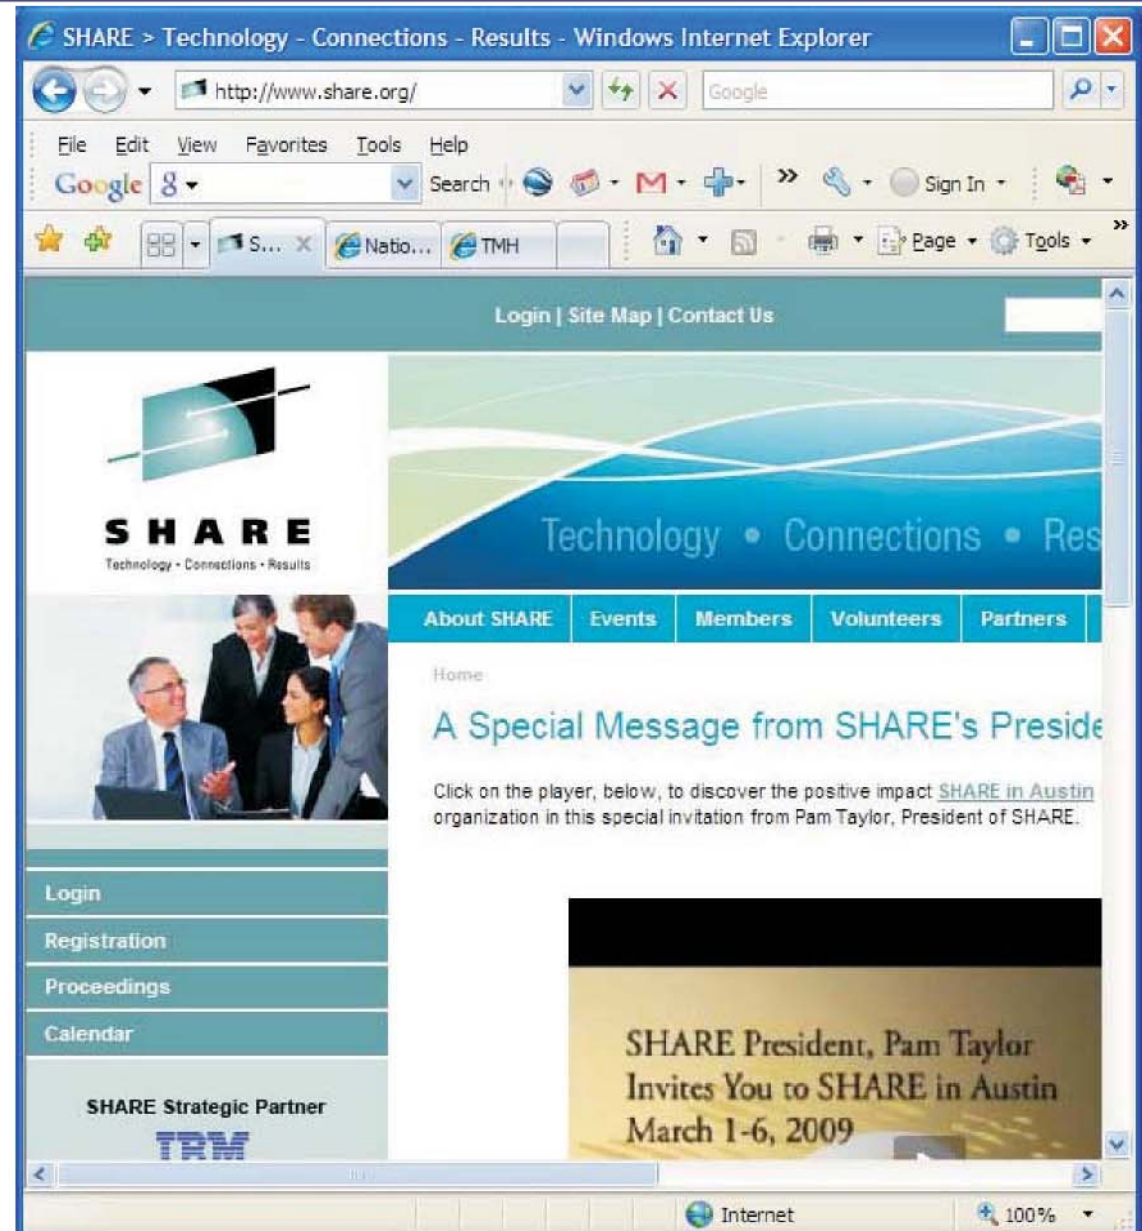 SHARE > Technology - Connections - Results - Windows Internet Explorer
http://www.share.org/
Google
File Edit View Favorites Tools Help
Google Search Sign In
S... Natio... TMH Page Tools
Login | Site Map | Contact Us
SHARE
Technology • Connections • Results
Technology • Connections • Res
About SHARE Events Members Volunteers Partners
Home
A Special Message from SHARE's Preside
Click on the player, below, to discover the positive impact SHARE in Austin
organization in this special invitation from Pam Taylor, President of SHARE.
Login
Registration
Proceedings
Calendar
SHARE Strategic Partner
IBM
SHARE President, Pam Taylor
Invites You to SHARE in Austin
March 1-6, 2009
Internet 100%